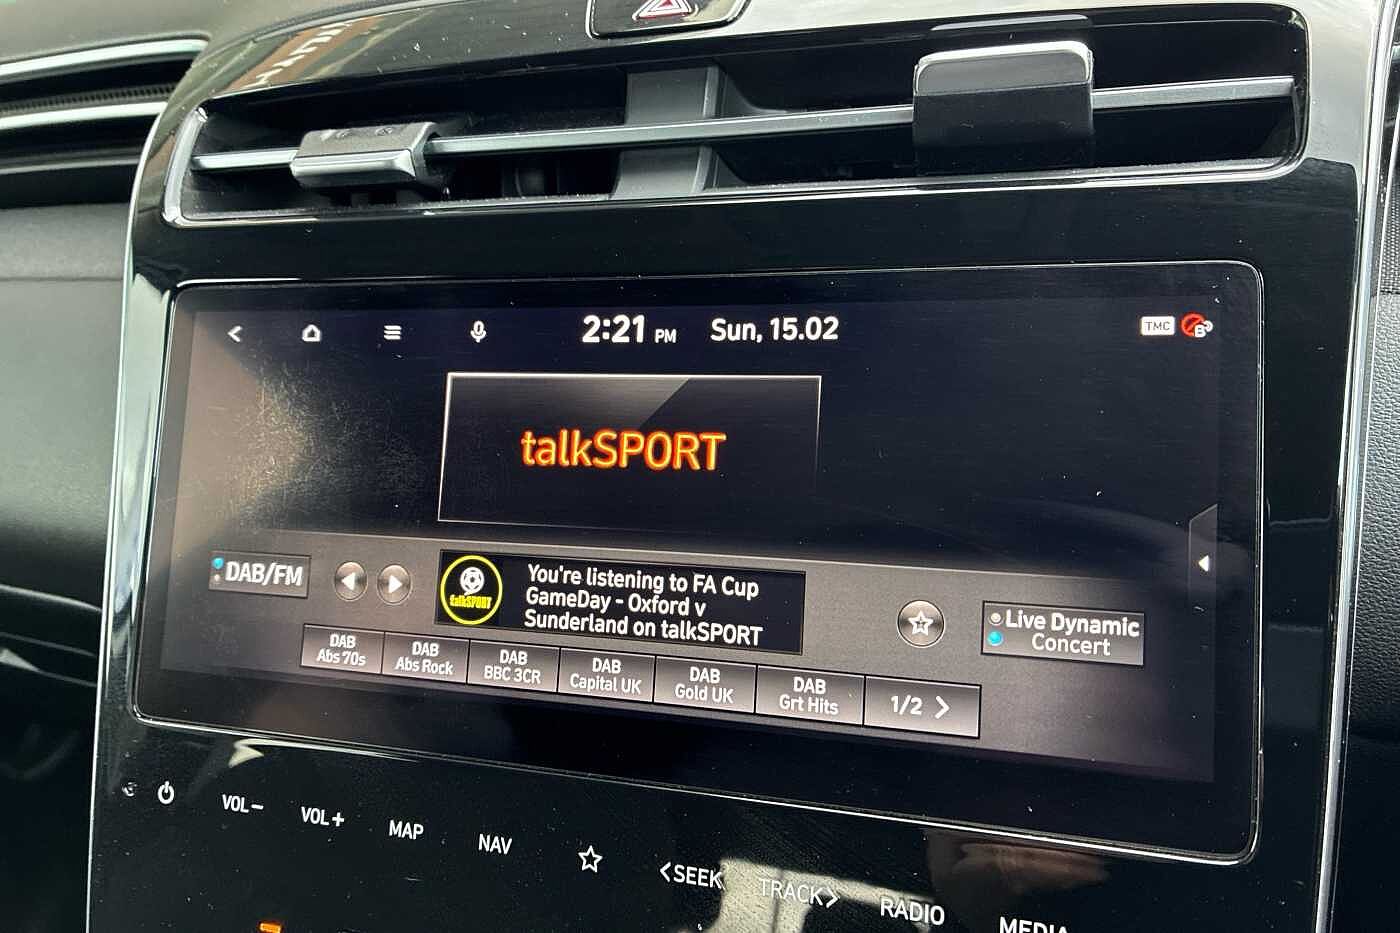 2:21 PM Sun, 15.02
TMC
talkSPORT
DAB/FM
talkSPORT
You're listening to FA Cup
GameDay - Oxford v
Sunderland on talkSPORT
Live Dynamic
Concert
DAB
Abs 70s
DAB
Abs Rock
DAB
BBC 3CR
DAB
Capital UK
DAB
Gold UK
DAB
Grt Hits
1/2 >
VOL-
VOL+
MAP
NAV
<SEEK
TRACK>
RADIO
MEDIA